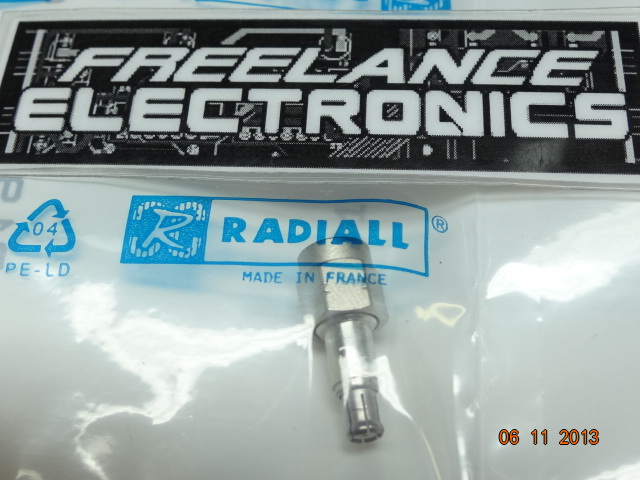 FREELANCE
ELECTRONICS
R RADIALL ®
MADE IN FRANCE
04
PE-LD
06 11 2013